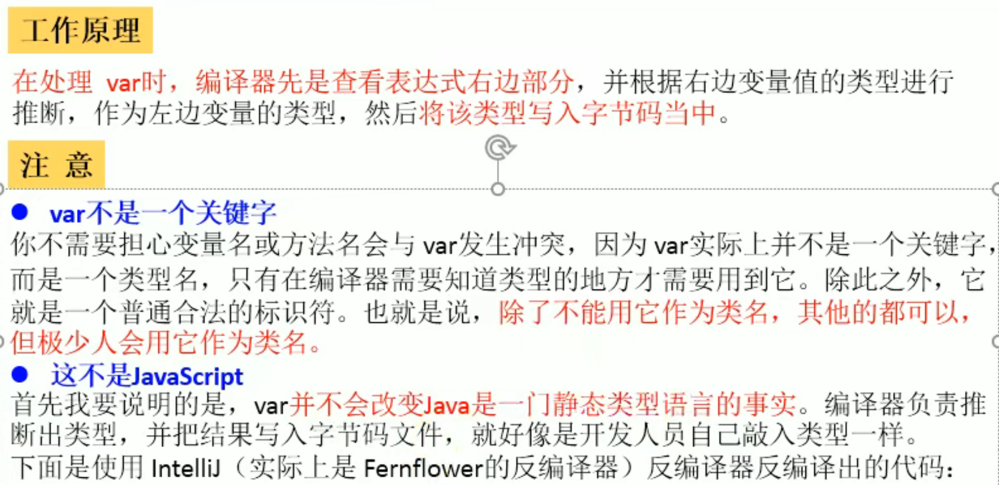 工作原理
在处理 var时，编译器先是查看表达式右边部分，并根据右边变量值的类型进行
推断，作为左边变量的类型，然后将该类型写入字节码当中。
注 意
● var不是一个关键字
你不需要担心变量名或方法名会与 var发生冲突，因为 var实际上并不是一个关键字，
而是一个类型名，只有在编译器需要知道类型的地方才需要用到它。除此之外，它
就是一个普通合法的标识符。也就是说，除了不能用它作为类名，其他的都可以，
但极少人会用它作为类名。
● 这不是JavaScript
首先我要说明的是，var并不会改变Java是一门静态类型语言的事实。编译器负责推
断出类型，并把结果写入字节码文件，就好像是开发人员自己敲入类型一样。
下面是使用 IntelliJ（实际上是 Fernflower的反编译器）反编译器反编译出的代码：